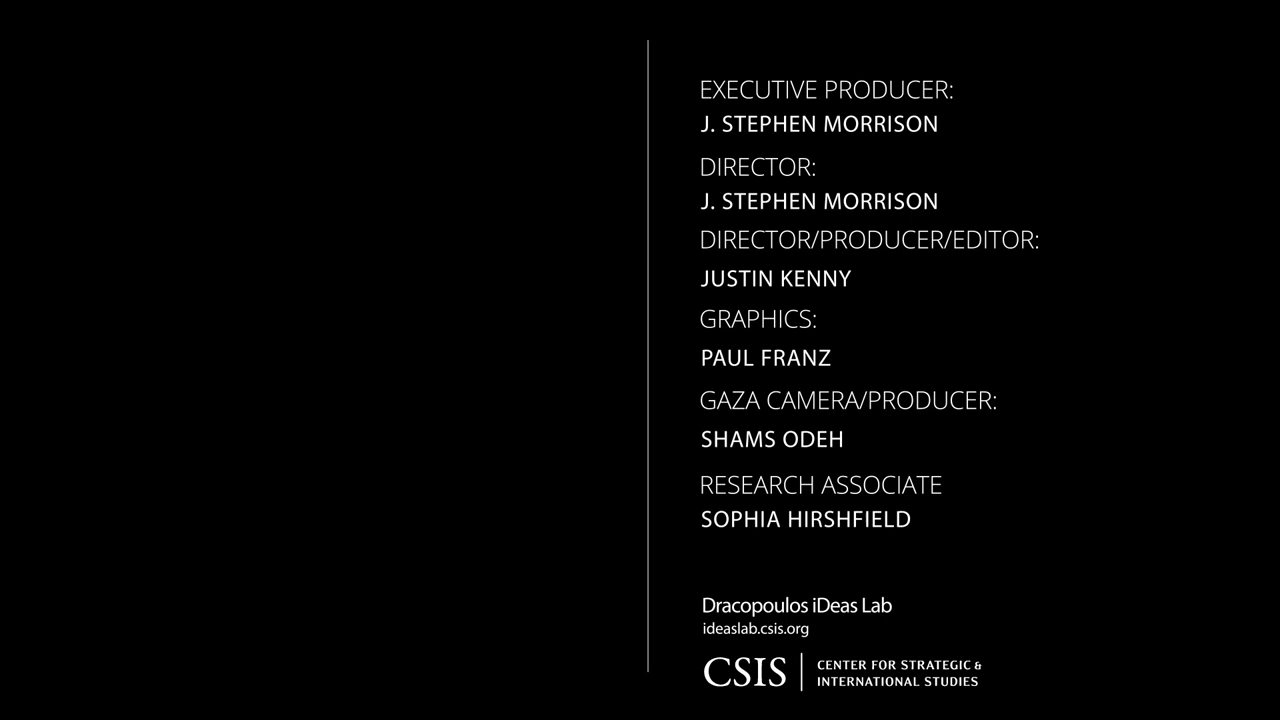 EXECUTIVE PRODUCER:
J. STEPHEN MORRISON
DIRECTOR:
J. STEPHEN MORRISON
DIRECTOR/PRODUCER/EDITOR:
JUSTIN KENNY
GRAPHICS:
PAUL FRANZ
GAZA CAMERA/PRODUCER:
SHAMS ODEH
RESEARCH ASSOCIATE
SOPHIA HIRSHFIELD
Dracopoulos iDeas Lab
ideaslab.csis.org
CSIS
CENTER FOR STRATEGIC &
INTERNATIONAL STUDIES